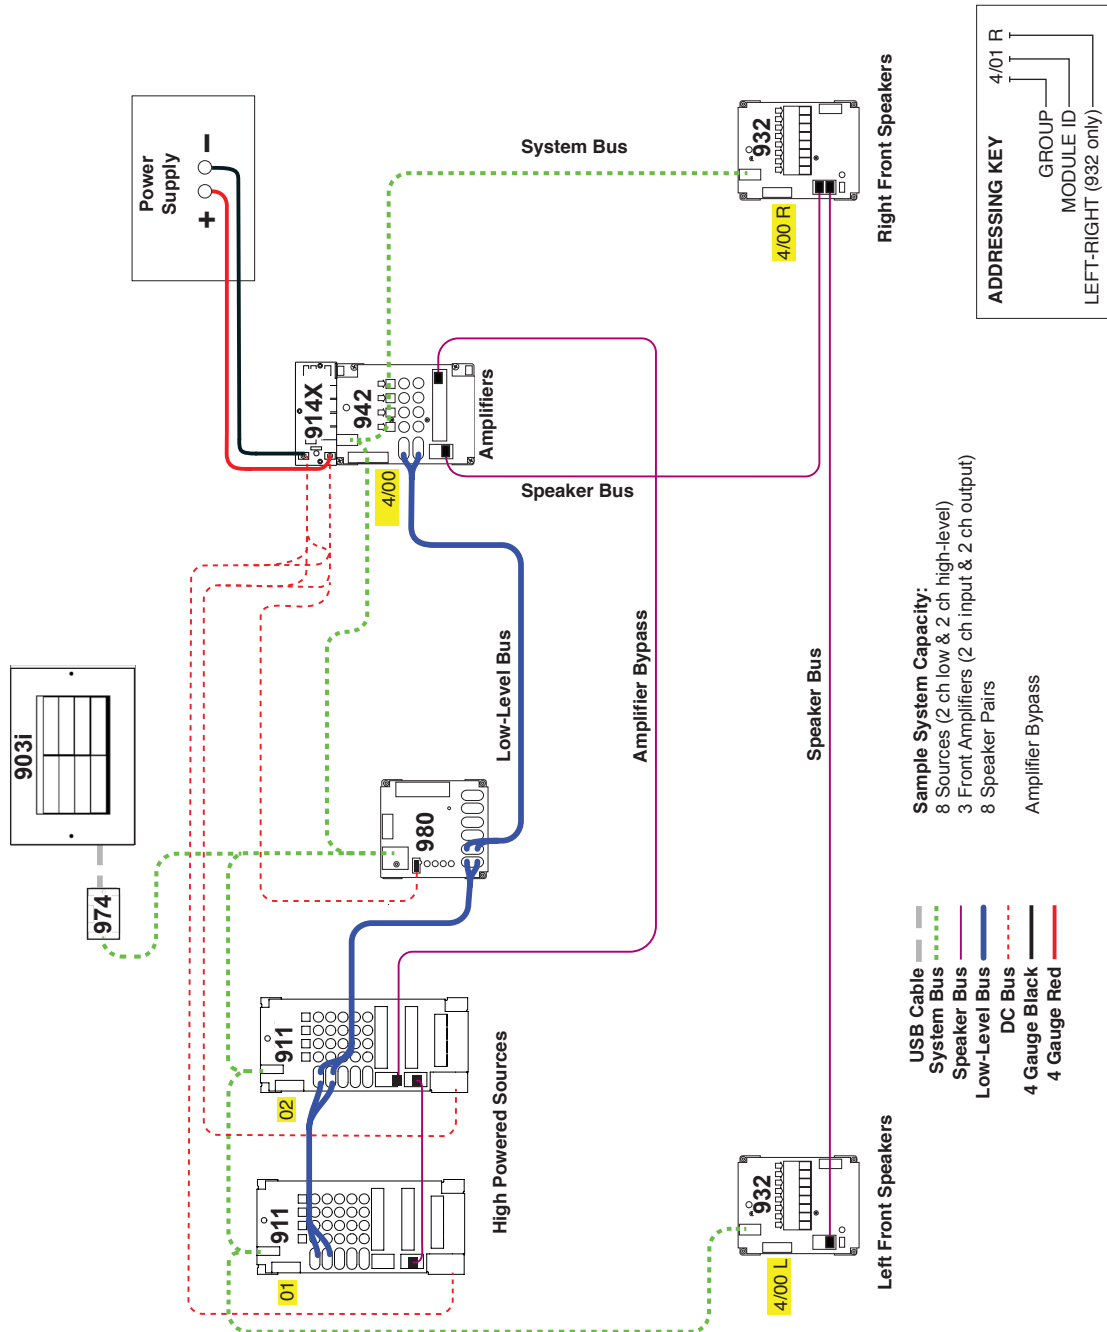 Power
Supply
+
−
System Bus
932
4/00 R
Right Front Speakers
ADDRESSING KEY
4/01 R
GROUP
MODULE ID
LEFT-RIGHT (932 only)
914X
942
4/00
Amplifiers
Speaker Bus
903i
974
Low-Level Bus
Amplifier Bypass
Speaker Bus
980
911
02
911
01
High Powered Sources
932
4/00 L
Left Front Speakers
Sample System Capacity:
8 Sources (2 ch low & 2 ch high-level)
3 Front Amplifiers (2 ch input & 2 ch output)
8 Speaker Pairs
Amplifier Bypass
USB Cable
System Bus
Speaker Bus
Low-Level Bus
DC Bus
4 Gauge Black
4 Gauge Red